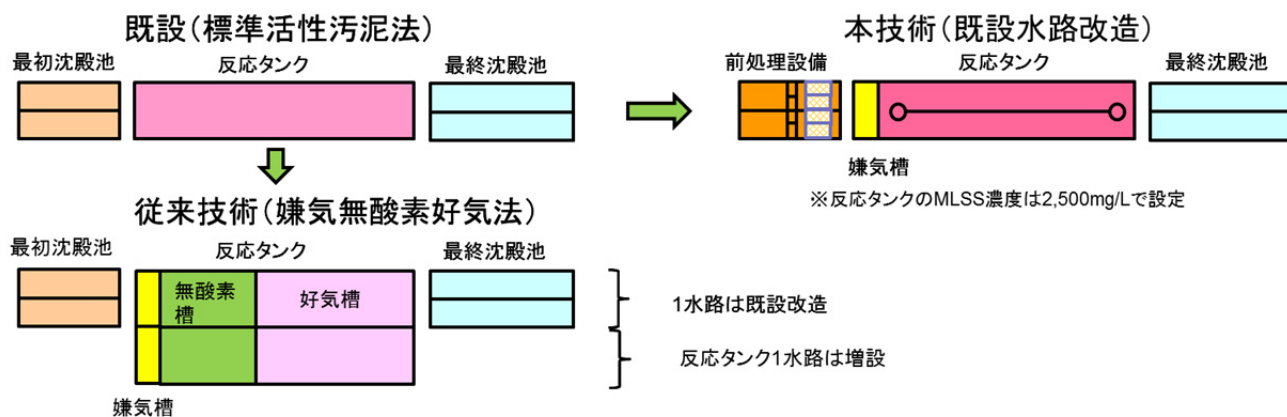 既設(標準活性汚泥法)
最初沈殿池
反応タンク
最終沈殿池
本技術(既設水路改造)
前処理設備
反応タンク
最終沈殿池
嫌気槽
※反応タンクのMLSS濃度は2,500mg/Lで設定
従来技術(嫌気無酸素好気法)
最初沈殿池
反応タンク
最終沈殿池
無酸素
槽
好気槽
1水路は既設改造
反応タンク1水路は増設
嫌気槽